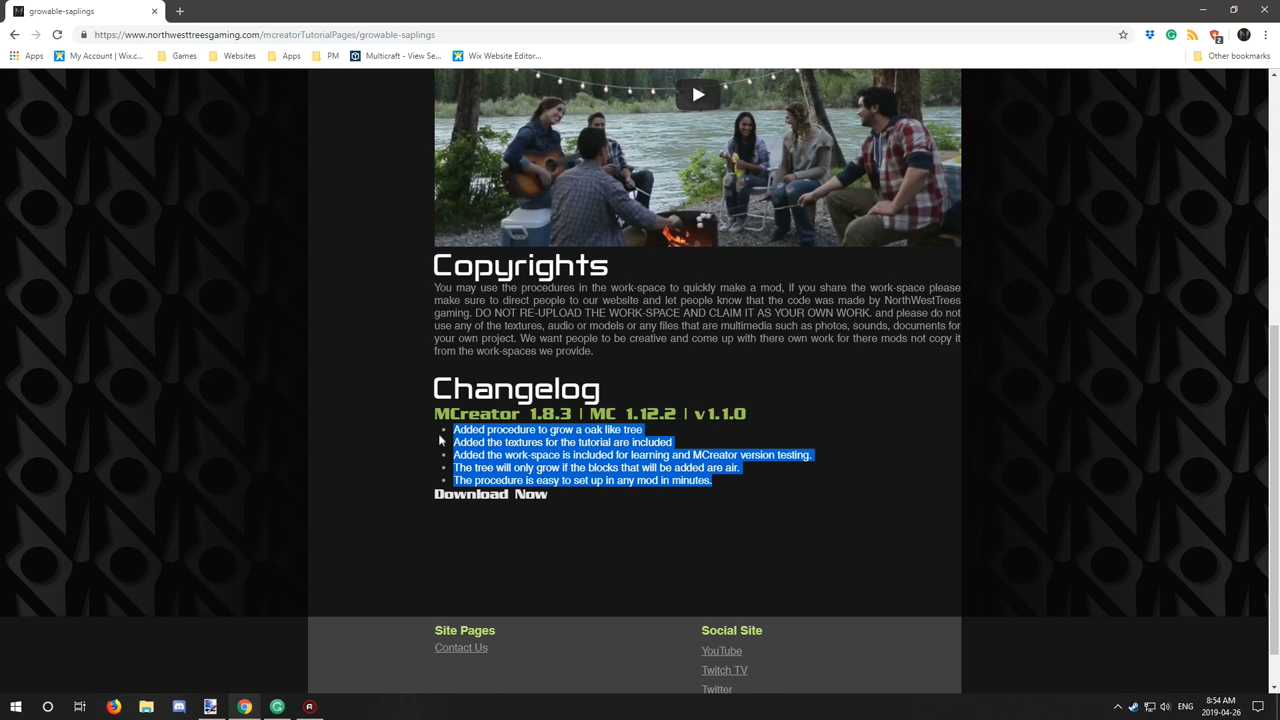 growable-saplings
https://www.northwesttreesgaming.com/mcreatorTutorialPages/growable-saplings
2
Apps
My Account | Wix.c...
Games
Websites
Apps
PM
Multicraft - View Se...
Wix Website Editor...
Other bookmarks
Copyrights
You may use the procedures in the work-space to quickly make a mod, if you share the work-space please
make sure to direct people to our website and let people know that the code was made by NorthWestTrees
gaming. DO NOT RE-UPLOAD THE WORK-SPACE AND CLAIM IT AS YOUR OWN WORK. and please do not
use any of the textures, audio or models or any files that are multimedia such as photos, sounds, documents for
your own project. We want people to be creative and come up with there own work for there mods not copy it
from the work-spaces we provide.
Changelog
MCreator 1.8.3 | MC 1.12.2 | v1.1.0
Added procedure to grow a oak like tree
Added the textures for the tutorial are included
Added the work-space is included for learning and MCreator version testing.
The tree will only grow if the blocks that will be added are air.
The procedure is easy to set up in any mod in minutes.
Download Now
Site Pages
Contact Us
Social Site
YouTube
Twitch TV
Twitter
ENG
8:54 AM
2019-04-26